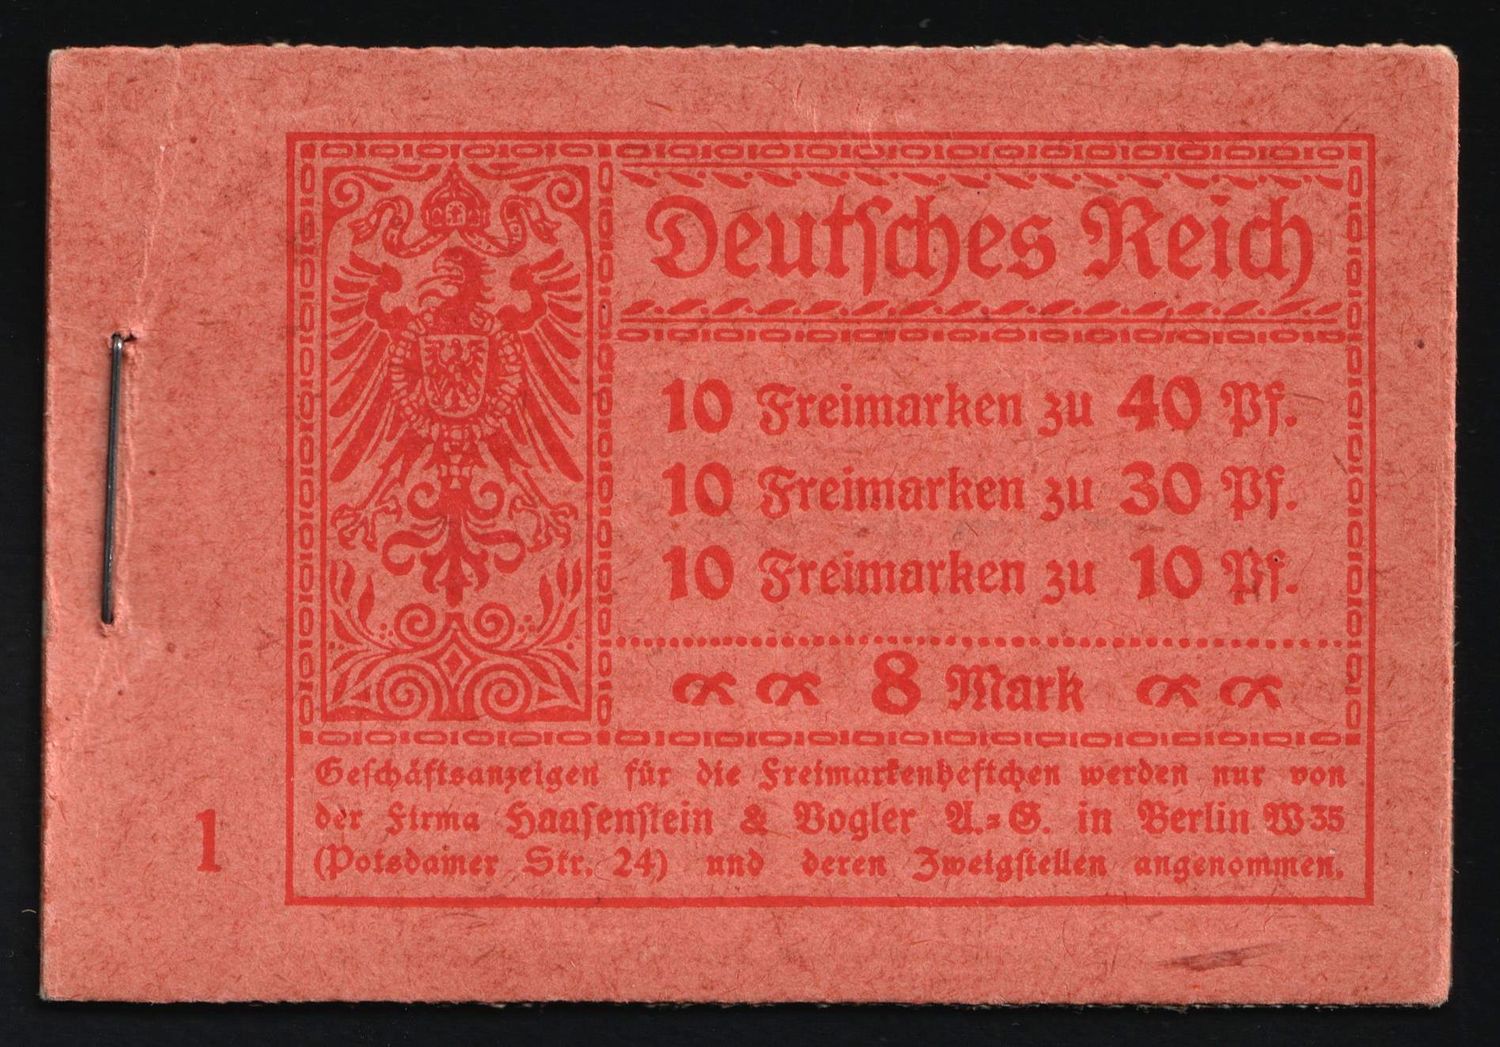 Deutsches Reich
10 Freimarken zu 40 Pf.
10 Freimarken zu 30 Pf.
10 Freimarken zu 10 Pf.
8 Mark
Geschäftsanzeigen für die Freimarkenheftchen werden nur von
der Firma Haasenstein & Vogler A.=G. in Berlin W 35
(Potsdamer Str. 24) und deren Zweigstellen angenommen.
1